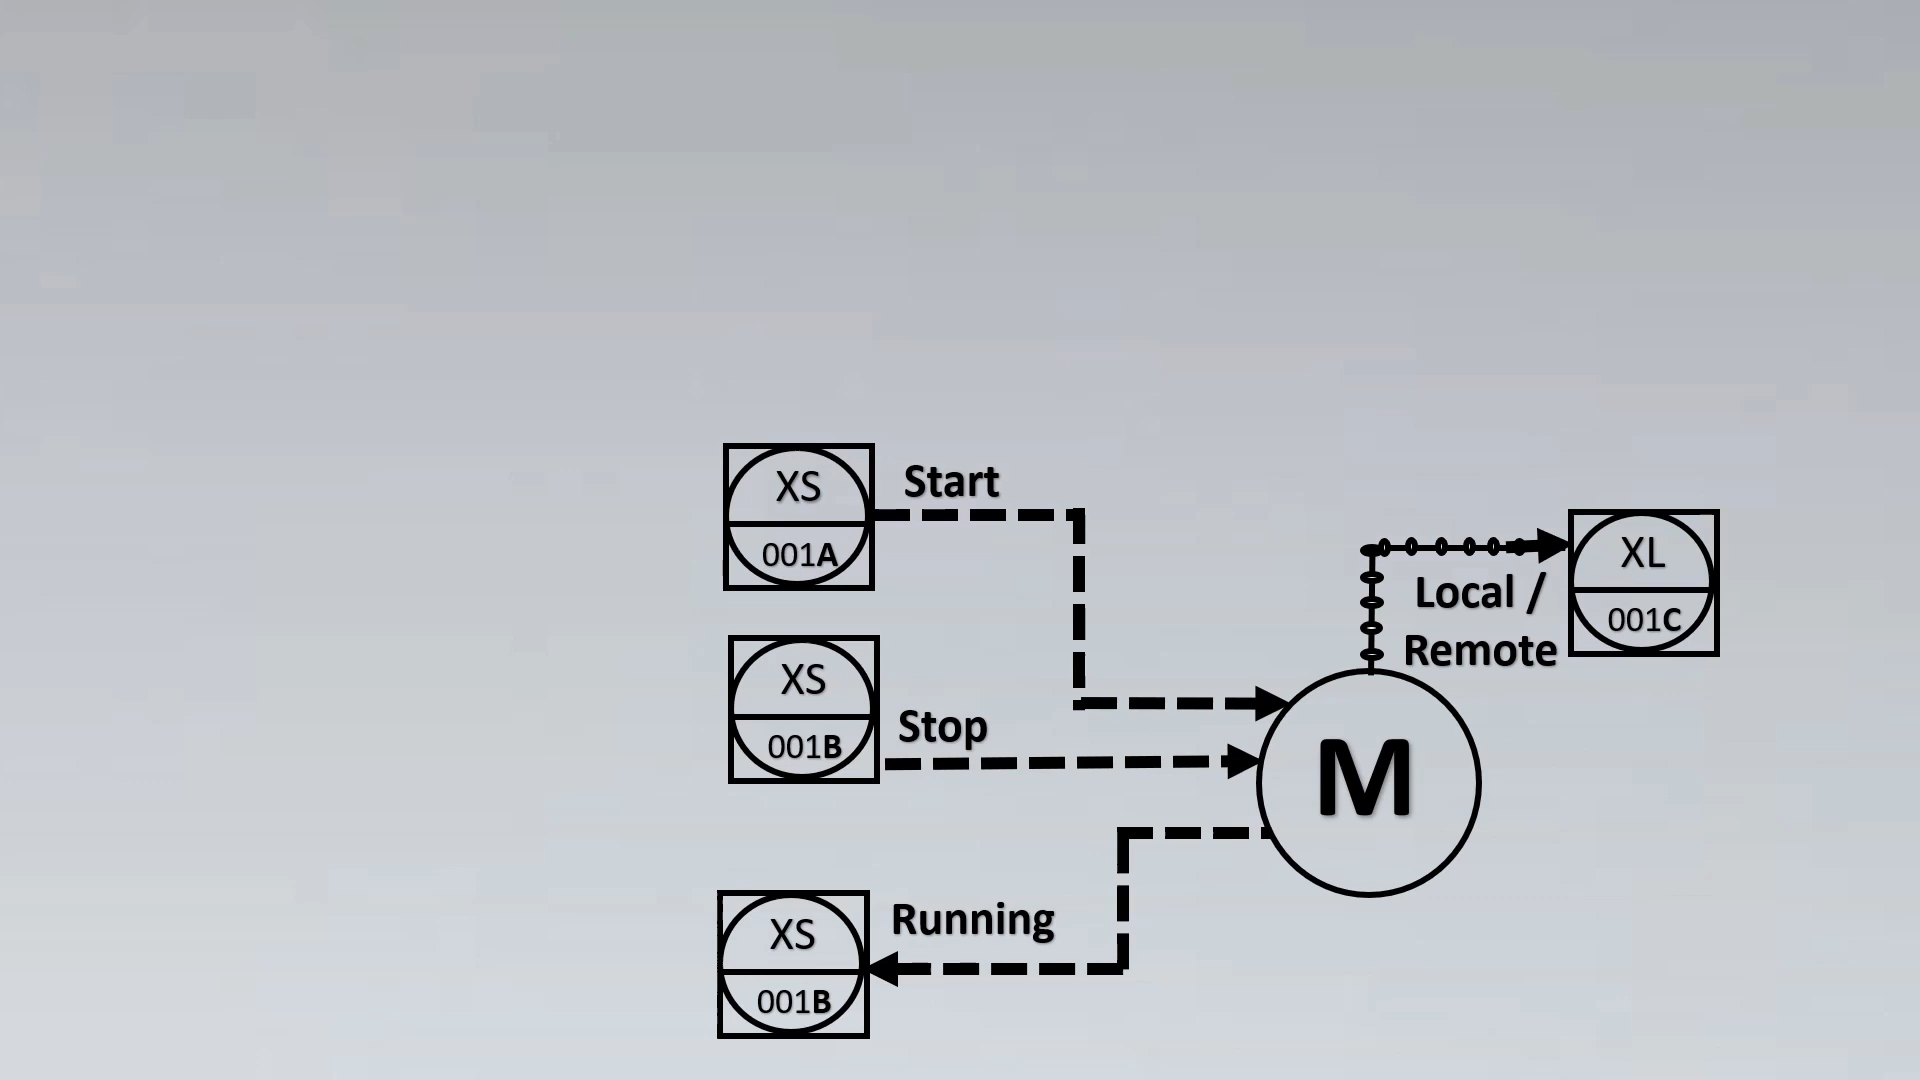 XS
001A
Start
XS
001B
Stop
XL
001C
Local /
Remote
M
XS
001B
Running